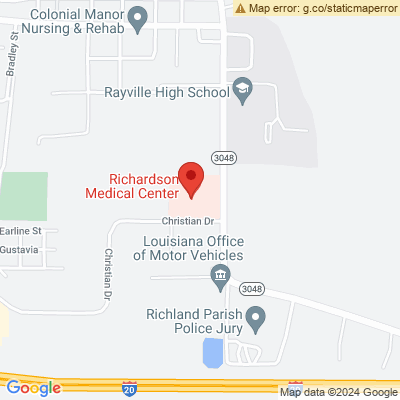 Map error: g.co/staticmaperror
Colonial Manor
Nursing & Rehab
Bradley St
Rayville High School
3048
Richardson
Medical Center
Christian Dr
Earline St
Gustavia
Christian Dr
Louisiana Office
of Motor Vehicles
3048
Richland Parish
Police Jury
Google
20
Map data ©2024 Google